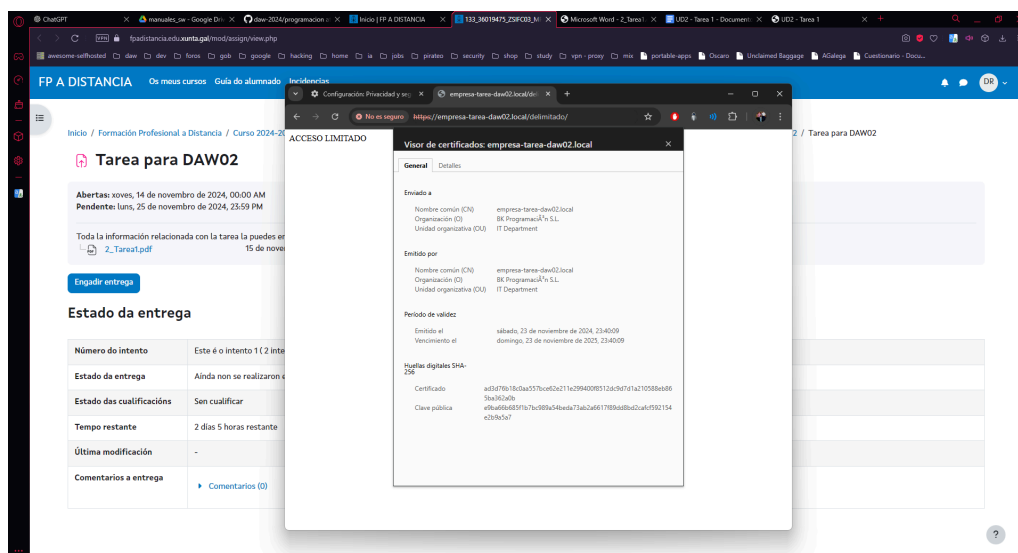 ChatGPT
manuales_sw - Google Driv
daw-2024/programacion o
Inicio | FP A DISTANCIA
133_36019475_ZSIFC03_M
Microsoft Word - 2_Tarea1
UD2 - Tarea 1 - Documento
UD2 - Tarea 1
VPN
fpadistancia.edu.xunta.gal/mod/assign/view.php
awesome-selfhosted
daw
dev
foros
gob
google
hacking
home
ia
jobs
pirateo
security
shop
study
vpn - proxy
mix
portable-apps
Oscaro
Unclaimed Baggage
AGalega
Cuestionario - Docu...
FP A DISTANCIA
Os meus cursos
Guía do alumnado
Incidencias
DR
Inicio / Formación Profesional a Distancia / Curso 2024-2
2 / Tarea para DAW02
Tarea para DAW02
Abertas: xoves, 14 de novembro de 2024, 00:00 AM
Pendente: luns, 25 de novembro de 2024, 23:59 PM
Toda la información relacionada con la tarea la puedes en
2_Tarea1.pdf
15 de nove
Engadir entrega
Estado da entrega
Número do intento
Este é o intento 1 ( 2 inte
Estado da entrega
Aínda non se realizaron e
Estado das cualificacións
Sen cualificar
Tempo restante
2 días 5 horas restante
Última modificación
-
Comentarios a entrega
Comentarios (0)
Configuración: Privacidad y seg
empresa-tarea-daw02.local/del
No es seguro
https://empresa-tarea-daw02.local/delimitado/
ACCESO LIMITADO
Visor de certificados: empresa-tarea-daw02.local
General
Detalles
Enviado a
Nombre común (CN) empresa-tarea-daw02.local
Organización (O) BK ProgramaciÃ³n S.L.
Unidad organizativa (OU) IT Department
Emitido por
Nombre común (CN) empresa-tarea-daw02.local
Organización (O) BK ProgramaciÃ³n S.L.
Unidad organizativa (OU) IT Department
Período de validez
Emitido el sábado, 23 de noviembre de 2024, 23:40:09
Vencimiento el domingo, 23 de noviembre de 2025, 23:40:09
Huellas digitales SHA-
256
Certificado ad3d76b18c0aa557bce62e211e299400f8512dc9d7d1a210588eb86
5ba362a0b
Clave pública e9ba66b685f1b7bc989a54beda73ab2a6617f89dd8bd2cafcf592154
e2b9a5a7
?